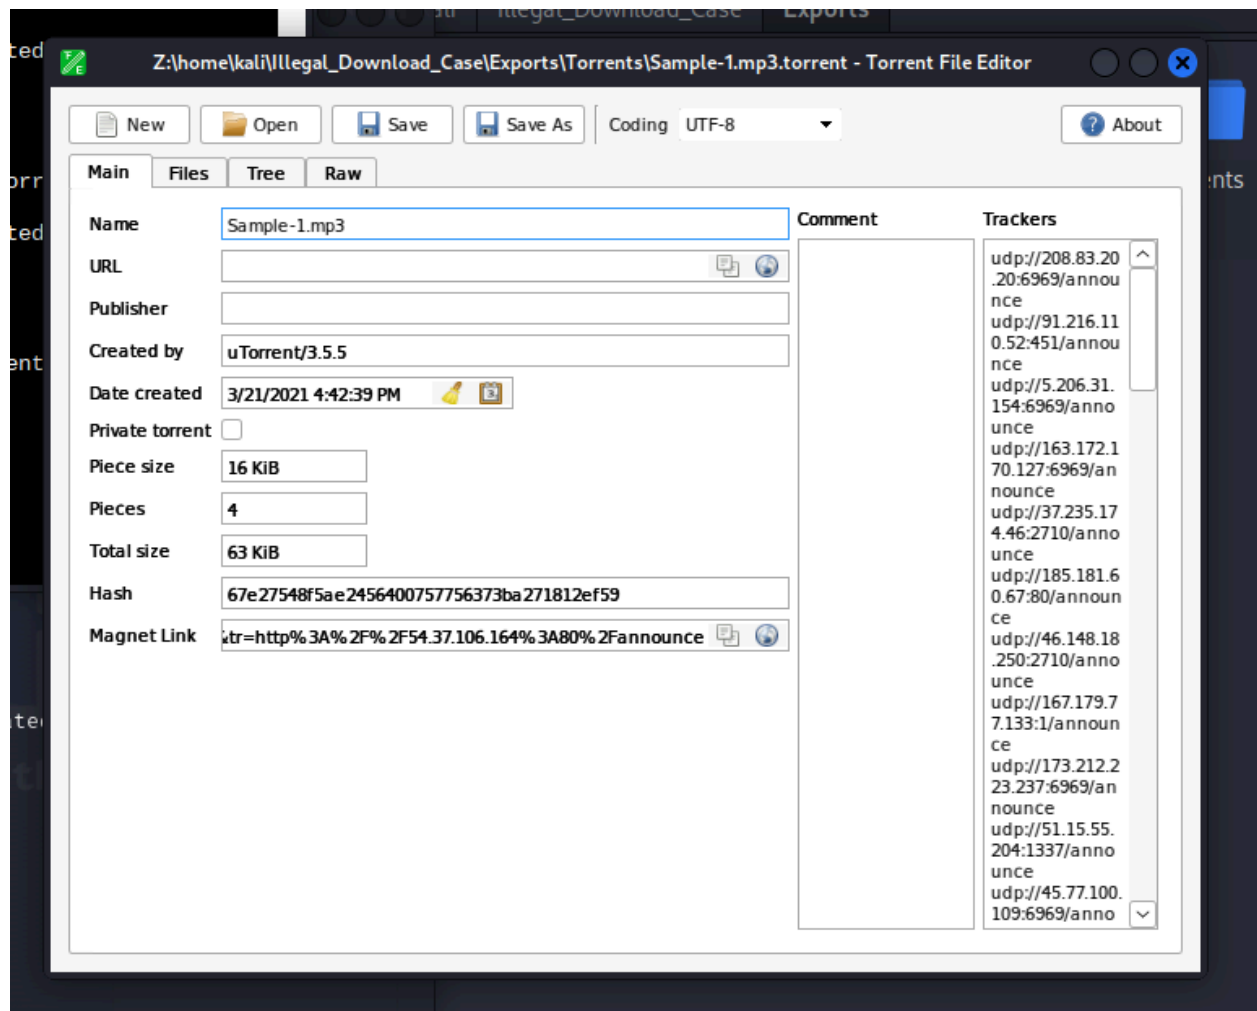 Illegal_Download_Case
Exports
ted
Z:\home\kali\Illegal_Download_Case\Exports\Torrents\Sample-1.mp3.torrent - Torrent File Editor
New
Open
Save
Save As
Coding
UTF-8
About
Main
Files
Tree
Raw
orr
ents
Name
Sample-1.mp3
Comment
Trackers
ted
URL
Publisher
Created by
uTorrent/3.5.5
ent
Date created
3/21/2021 4:42:39 PM
Private torrent
Piece size
16 KiB
Pieces
4
Total size
63 KiB
Hash
67e27548f5ae2456400757756373ba271812ef59
Magnet Link
&tr=http%3A%2F%2F54.37.106.164%3A80%2Fannounce
udp://208.83.20
.20:6969/annou
nce
udp://91.216.11
0.52:451/annou
nce
udp://5.206.31.
154:6969/anno
unce
udp://163.172.1
70.127:6969/an
nounce
udp://37.235.17
4.46:2710/anno
unce
udp://185.181.6
0.67:80/announ
ce
udp://46.148.18
.250:2710/anno
unce
udp://167.179.7
7.133:1/announ
ce
udp://173.212.2
23.237:6969/an
nounce
udp://51.15.55.
204:1337/anno
unce
udp://45.77.100.
109:6969/anno